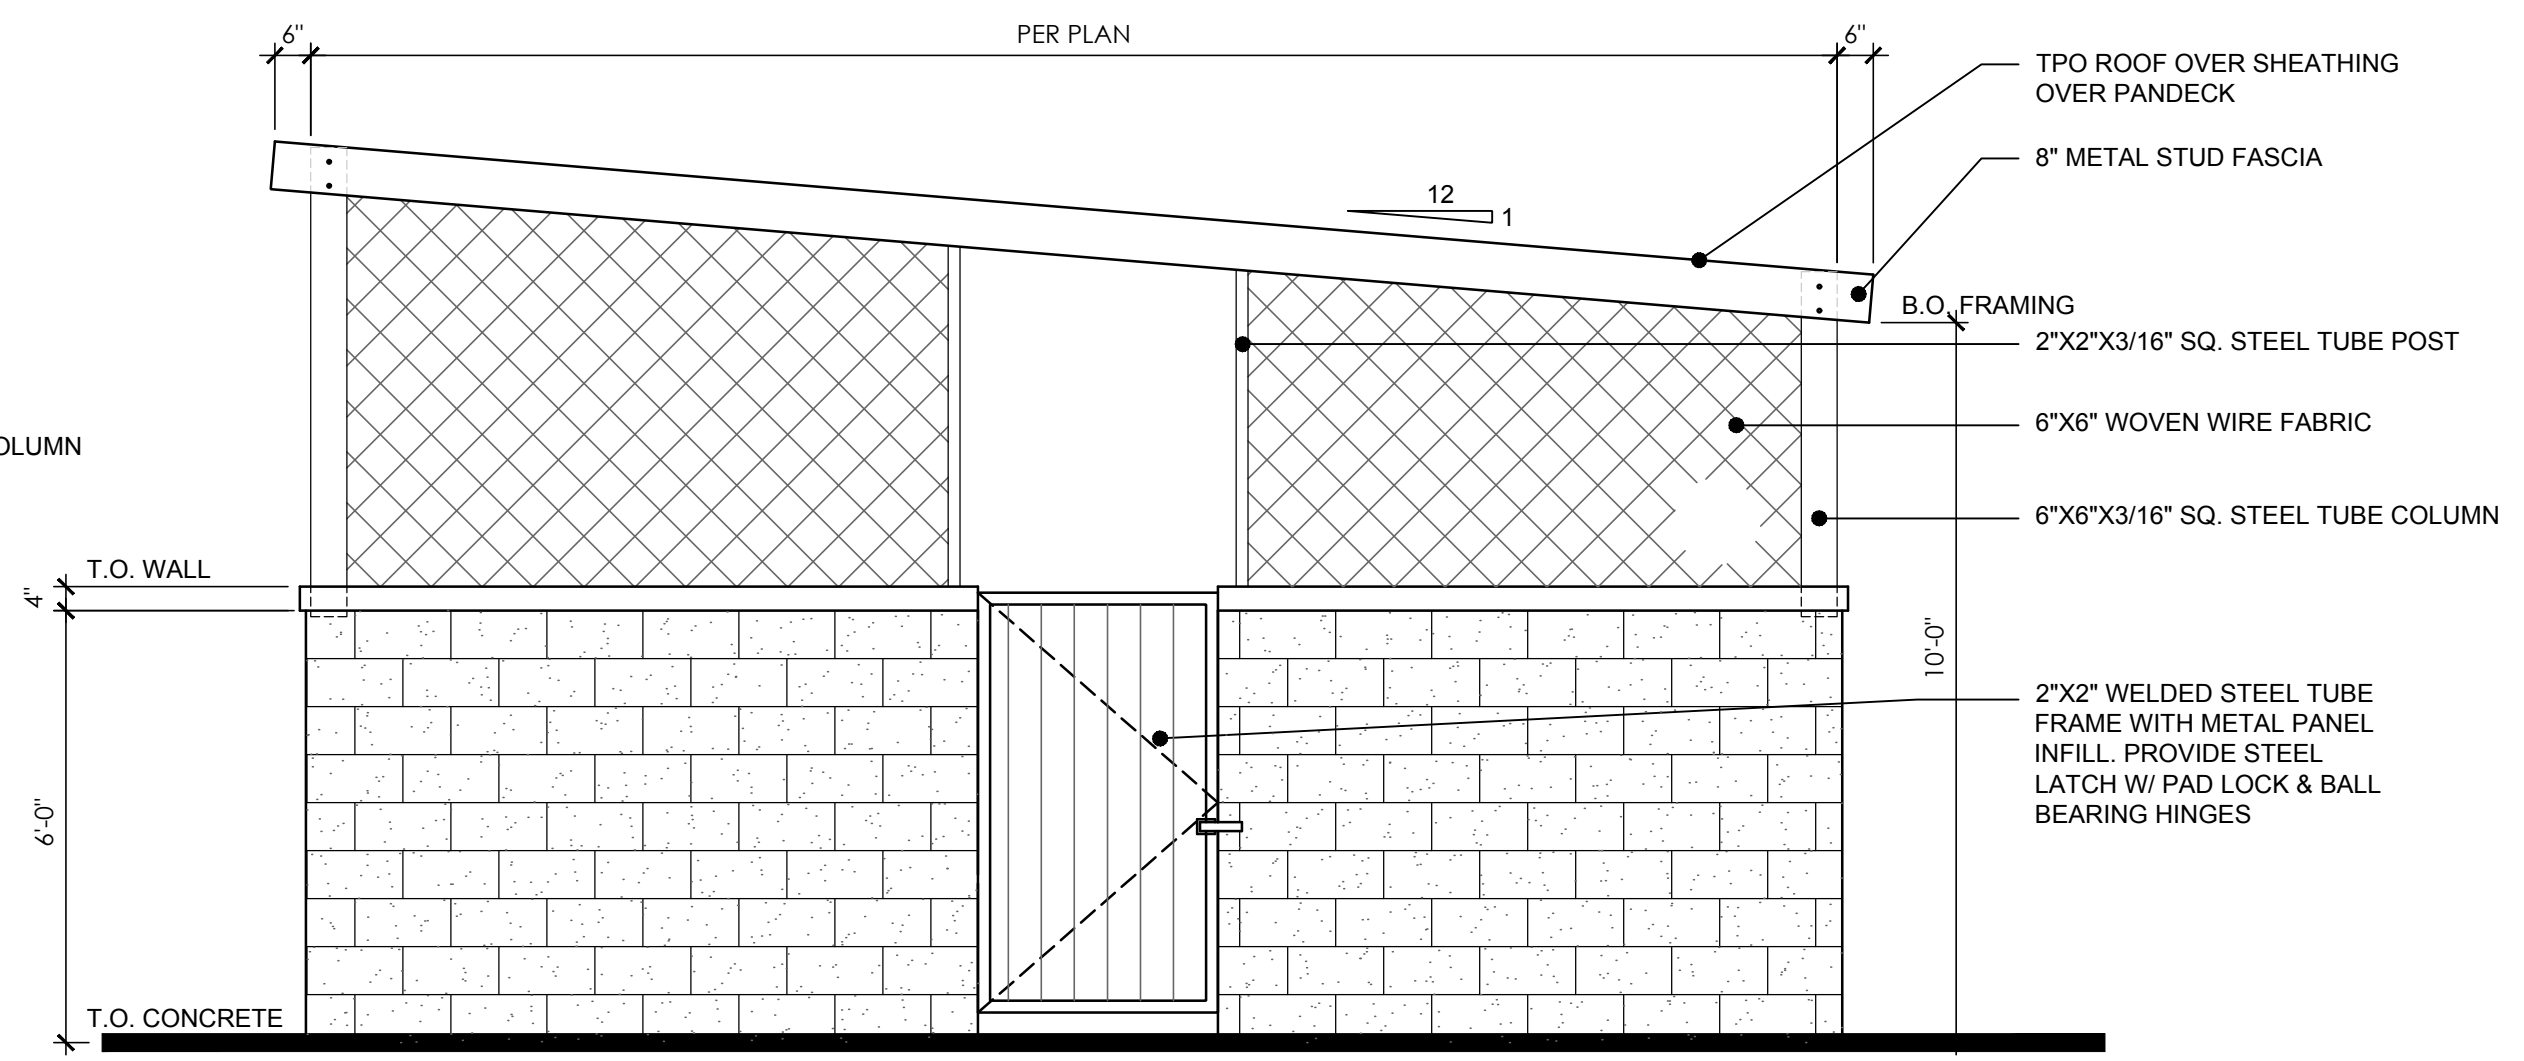 6"
PER PLAN
6"
TPO ROOF OVER SHEATHING
OVER PANDECK
8" METAL STUD FASCIA
12
1
B.O. FRAMING
2"X2"X3/16" SQ. STEEL TUBE POST
6"X6" WOVEN WIRE FABRIC
OLUMN
6"X6"X3/16" SQ. STEEL TUBE COLUMN
T.O. WALL
4"
10'-0"
2"X2" WELDED STEEL TUBE
FRAME WITH METAL PANEL
INFILL. PROVIDE STEEL
LATCH W/ PAD LOCK & BALL
BEARING HINGES
6'-0"
T.O. CONCRETE